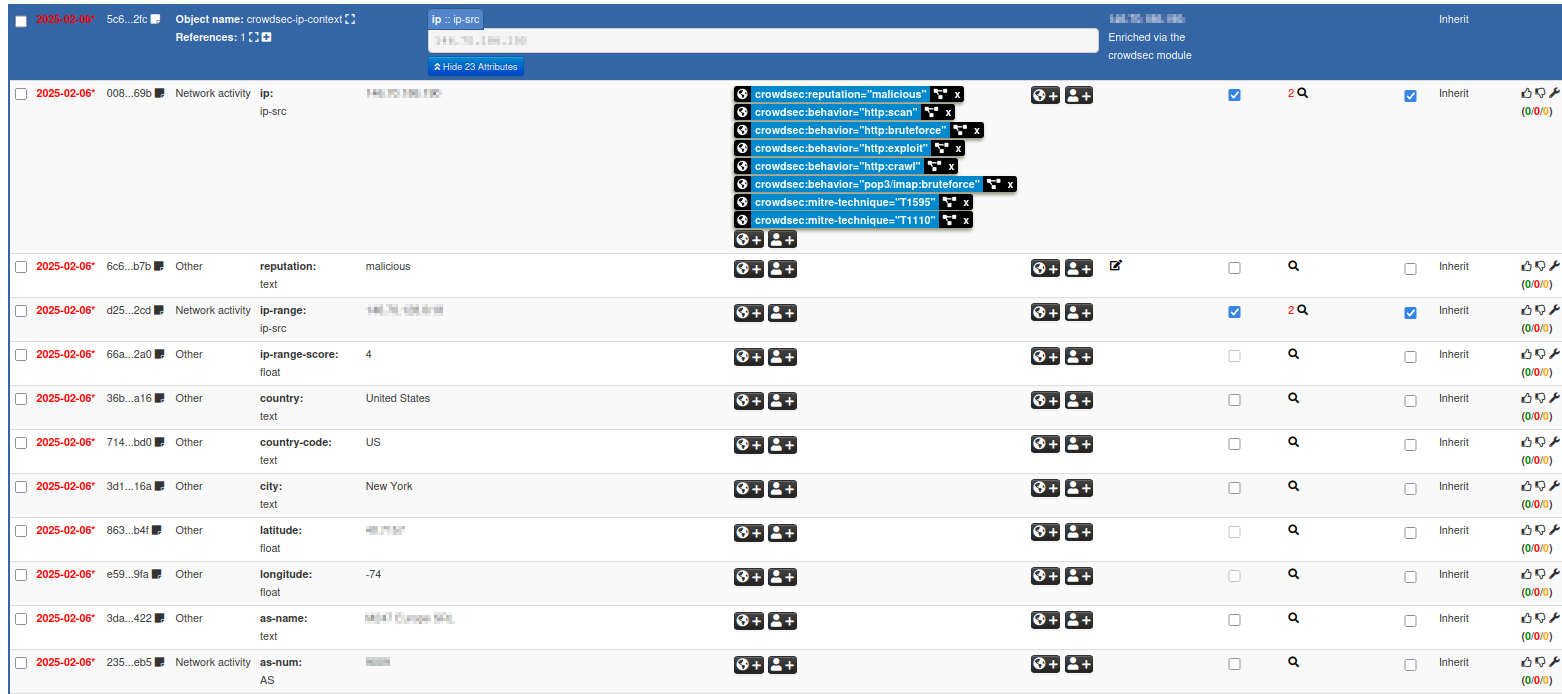 2025-02-06* 5c6...2fc Object name: crowdsec-ip-context ip :: ip-src Inherit
References: 1 Enriched via the
crowdsec module
Hide 23 Attributes
2025-02-06* 008...69b Network activity ip: crowdsec:reputation="malicious" x + + 2 Inherit
ip-src crowdsec:behavior="http:scan" x (0/0/0)
crowdsec:behavior="http:bruteforce" x
crowdsec:behavior="http:exploit" x
crowdsec:behavior="http:crawl" x
crowdsec:behavior="pop3/imap:bruteforce" x
crowdsec:mitre-technique="T1595" x
crowdsec:mitre-technique="T1110" x
+ +
2025-02-06* 6c6...b7b Other reputation: malicious + + + + Inherit
text (0/0/0)
2025-02-06* d25...2cd Network activity ip-range: + + + + 2 Inherit
ip-src (0/0/0)
2025-02-06* 66a...2a0 Other ip-range-score: 4 + + + + Inherit
float (0/0/0)
2025-02-06* 36b...a16 Other country: United States + + + + Inherit
text (0/0/0)
2025-02-06* 714...bd0 Other country-code: US + + + + Inherit
text (0/0/0)
2025-02-06* 3d1...16a Other city: New York + + + + Inherit
text (0/0/0)
2025-02-06* 863...b4f Other latitude: + + + + Inherit
float (0/0/0)
2025-02-06* e59...9fa Other longitude: -74 + + + + Inherit
float (0/0/0)
2025-02-06* 3da...422 Other as-name: + + + + Inherit
text (0/0/0)
2025-02-06* 235...eb5 Network activity as-num: + + + + Inherit
AS (0/0/0)